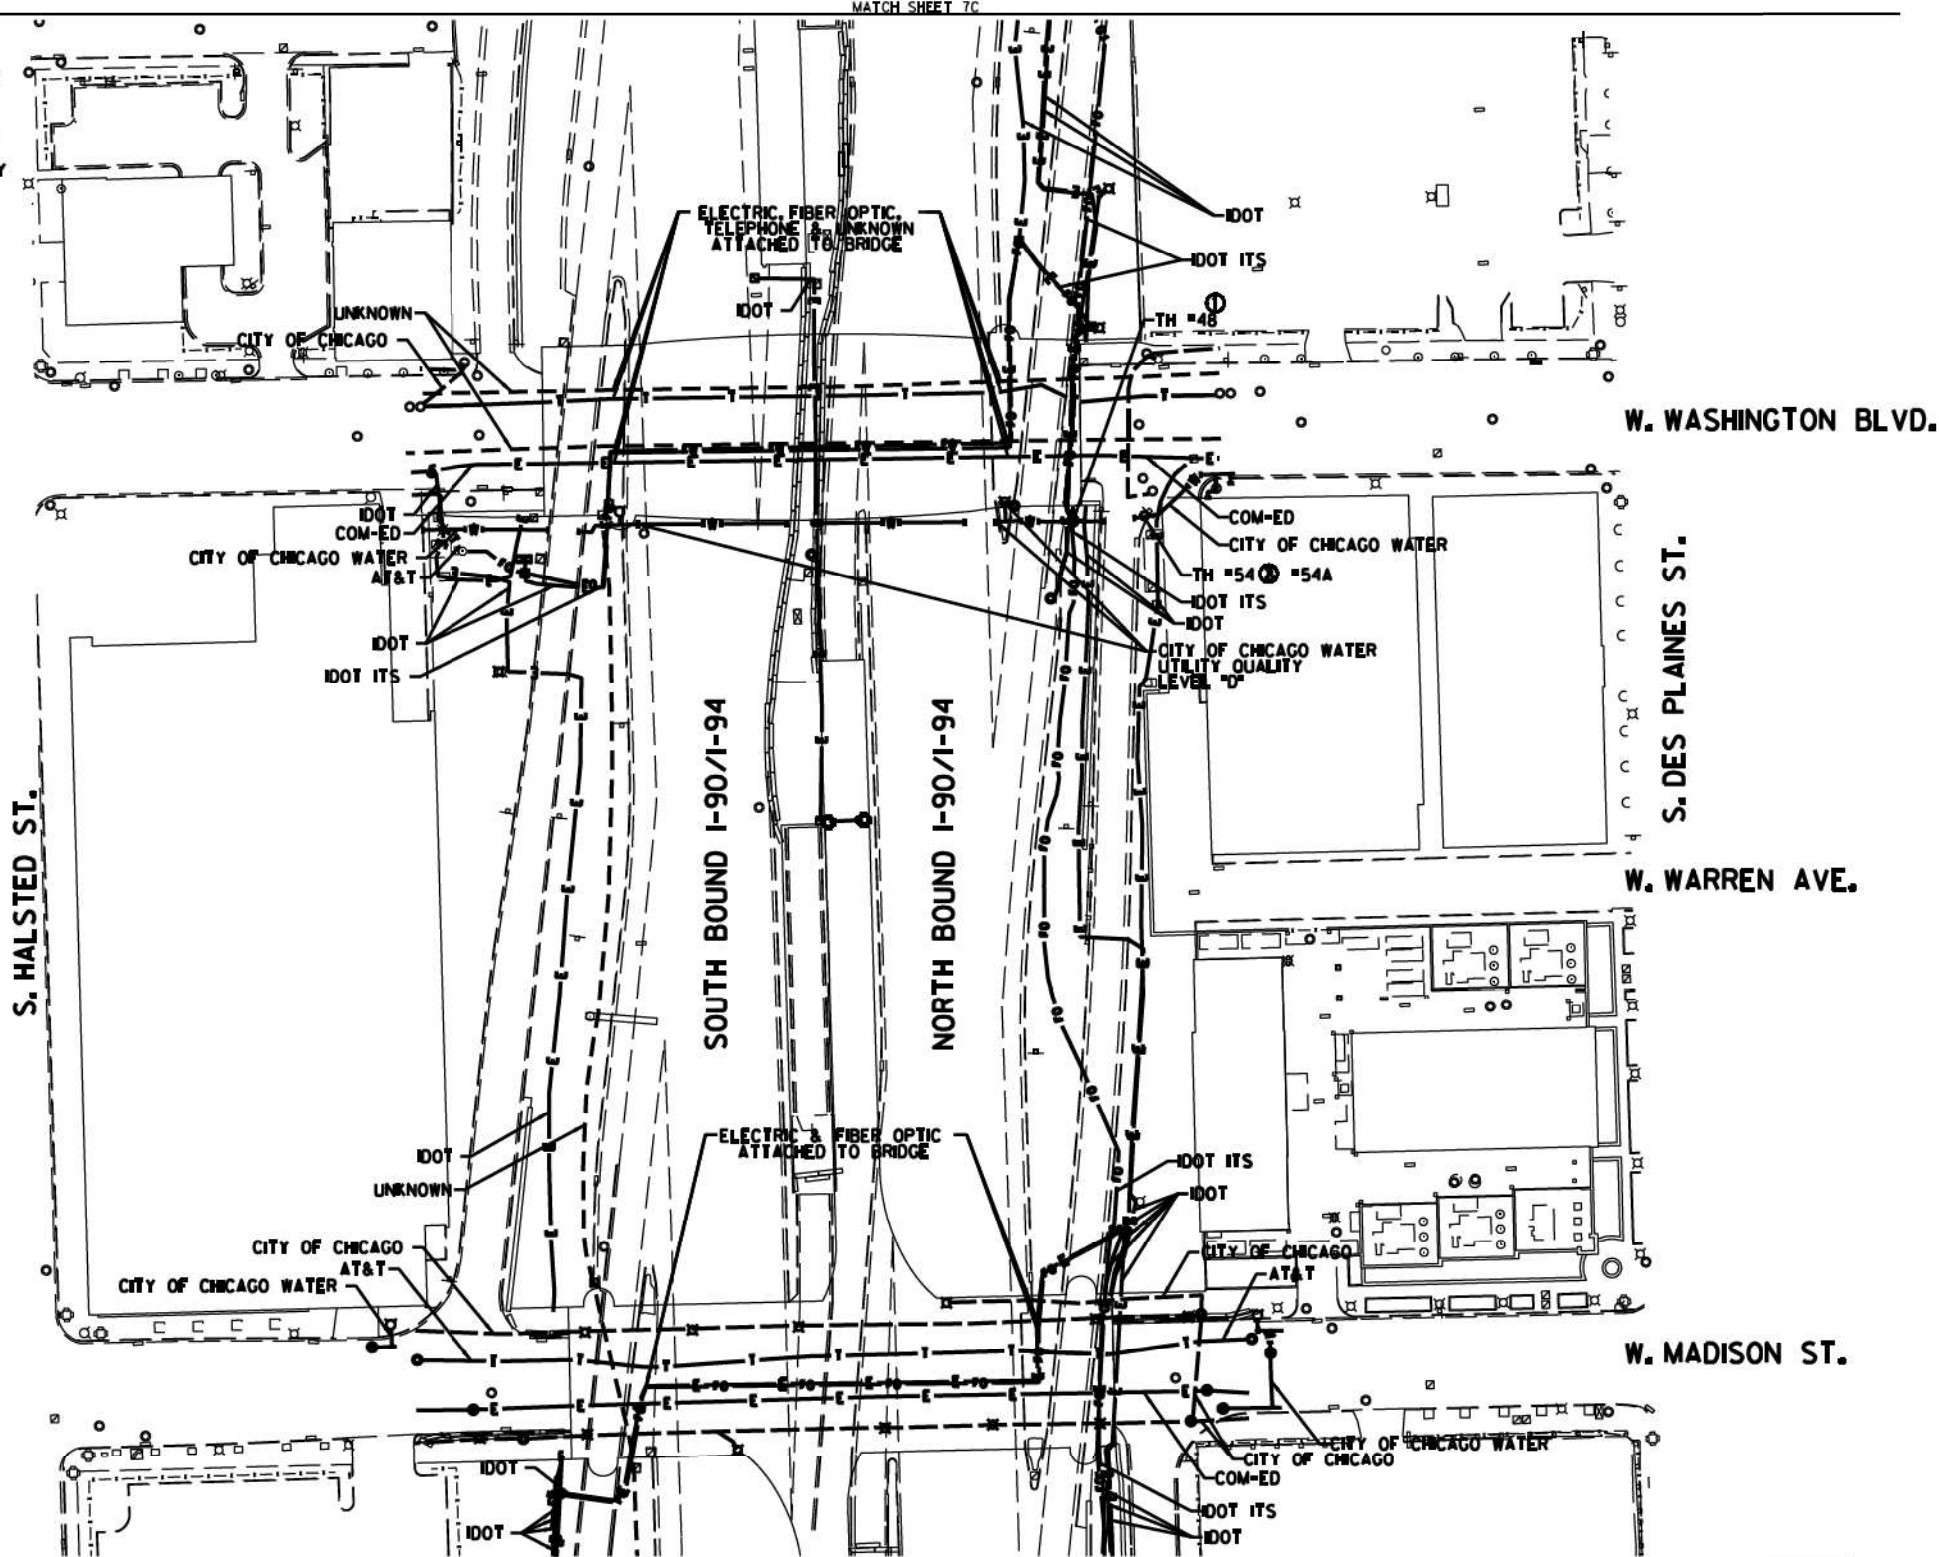 MATCH SHEET 7C
IDOT
ELECTRIC, FIBER OPTIC,
TELEPHONE & UNKNOWN
ATTACHED TO BRIDGE
IDOT ITS
IDOT
UNKNOWN
CITY OF CHICAGO
TH "48
1
W. WASHINGTON BLVD.
IDOT
COM-ED
CITY OF CHICAGO WATER
AT&T
IDOT
IDOT ITS
COM-ED
CITY OF CHICAGO WATER
TH "54 2 "54A
IDOT ITS
IDOT
CITY OF CHICAGO WATER
UTILITY QUALITY
LEVEL "D"
S. HALSTED ST.
SOUTH BOUND I-90/I-94
NORTH BOUND I-90/I-94
S. DES PLAINES ST.
W. WARREN AVE.
ELECTRIC & FIBER OPTIC
ATTACHED TO BRIDGE
IDOT
UNKNOWN
IDOT ITS
IDOT
CITY OF CHICAGO
AT&T
CITY OF CHICAGO WATER
CITY OF CHICAGO
AT&T
W. MADISON ST.
IDOT
IDOT
CITY OF CHICAGO WATER
CITY OF CHICAGO
COM-ED
IDOT ITS
IDOT